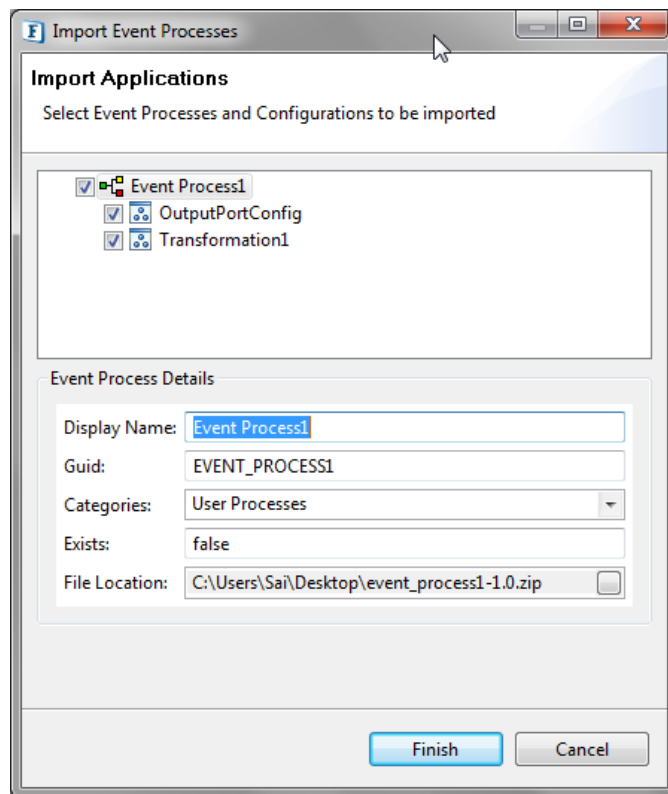 F Import Event Processes
Import Applications
Select Event Processes and Configurations to be imported
Event Process1
OutputPortConfig
Transformation1
Event Process Details
Display Name: Event Process1
Guid: EVENT_PROCESS1
Categories: User Processes
Exists: false
File Location: C:\Users\Sai\Desktop\event_process1-1.0.zip
Finish Cancel